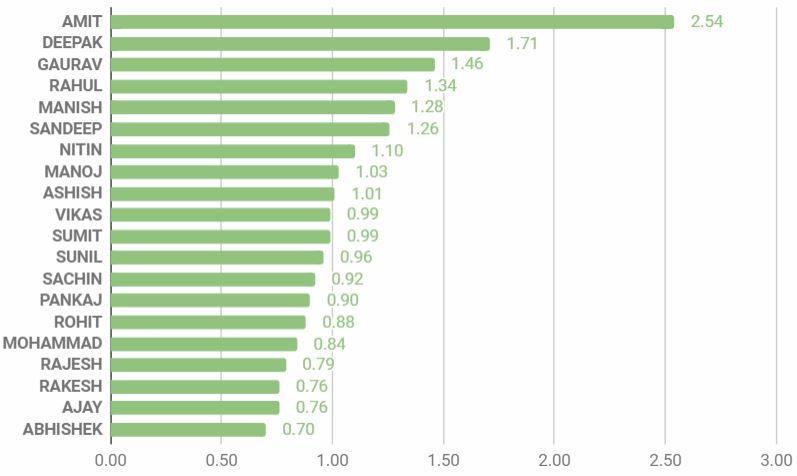 AMIT 2.54
DEEPAK 1.71
GAURAV 1.46
RAHUL 1.34
MANISH 1.28
SANDEEP 1.26
NITIN 1.10
MANOJ 1.03
ASHISH 1.01
VIKAS 0.99
SUMIT 0.99
SUNIL 0.96
SACHIN 0.92
PANKAJ 0.90
ROHIT 0.88
MOHAMMAD 0.84
RAJESH 0.79
RAKESH 0.76
AJAY 0.76
ABHISHEK 0.70
0.00 0.50 1.00 1.50 2.00 2.50 3.00